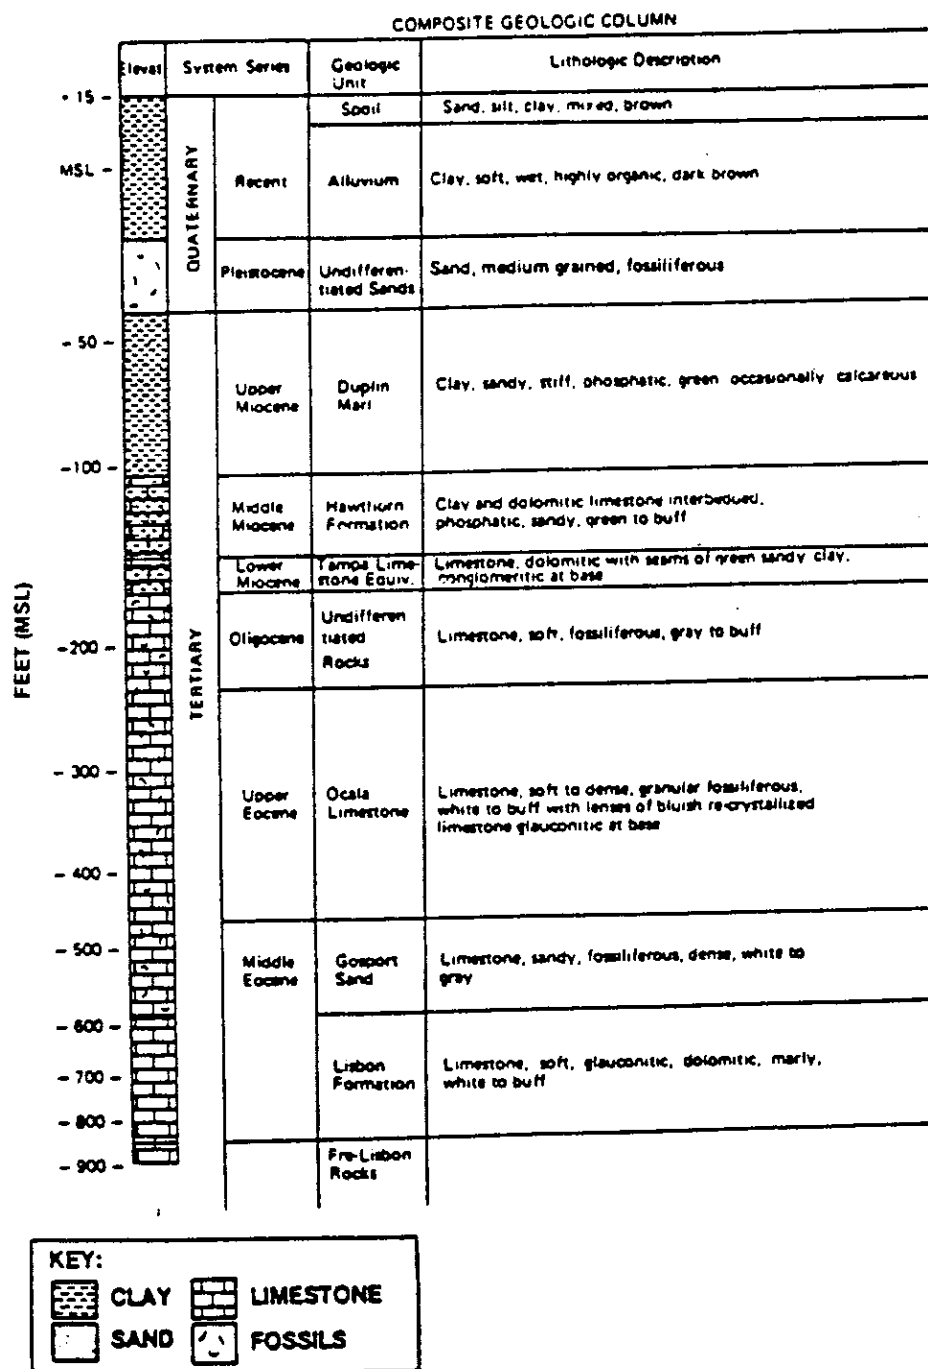 COMPOSITE GEOLOGIC COLUMN
Elevat System Series Geologic Unit Lithologic Description
+ 15 -
Spoil Sand, silt, clay, mixed, brown
MSL -
QUATERNARY
Recent Alluvium Clay, soft, wet, highly organic, dark brown
Pleistocene Undifferen-
tiated Sands
Sand, medium grained, fossiliferous
- 50 -
Upper
Miocene
Duplin
Marl
Clay, sandy, stiff, phosphatic, green occasionally calcareous
-100 -
Middle
Miocene
Hawthorn
Formation
Clay and dolomitic limestone interbedded,
phosphatic, sandy, green to buff
Lower
Miocene
Tampa Lime-
stone Equiv.
Limestone, dolomitic with seams of green sandy clay,
conglomeritic at base
FEET (MSL)
TERTIARY
-200 -
Oligocene
Undifferen
tiated
Rocks
Limestone, soft, fossiliferous, gray to buff
- 300 -
Upper
Eocene
Ocala
Limestone
Limestone, soft to dense, granular fossiliferous,
white to buff with lenses of bluish re-crystallized
limestone glauconitic at base
- 400 -
- 500 -
Middle
Eocene
Gosport
Sand
Limestone, sandy, fossiliferous, dense, white to
gray
- 600 -
- 700 -
Lisbon
Formation
Limestone, soft, glauconitic, dolomitic, marly,
white to buff
- 800 -
- 900 -
Pre-Lisbon
Rocks
KEY:
CLAY LIMESTONE
SAND FOSSILS